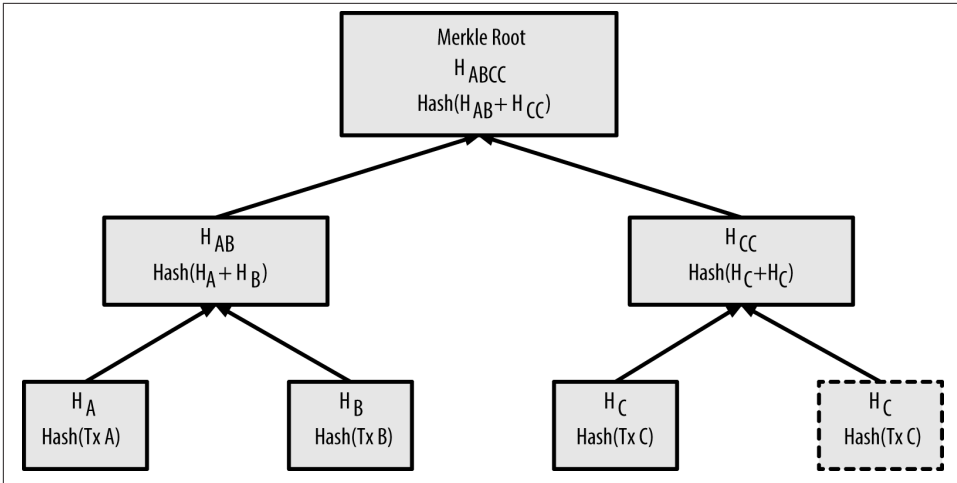 Merkle Root
H ABCC
Hash(H AB + H CC)
H AB
Hash(H A + H B)
H CC
Hash(H C+H C)
H A
Hash(Tx A)
H B
Hash(Tx B)
H C
Hash(Tx C)
H C
Hash(Tx C)